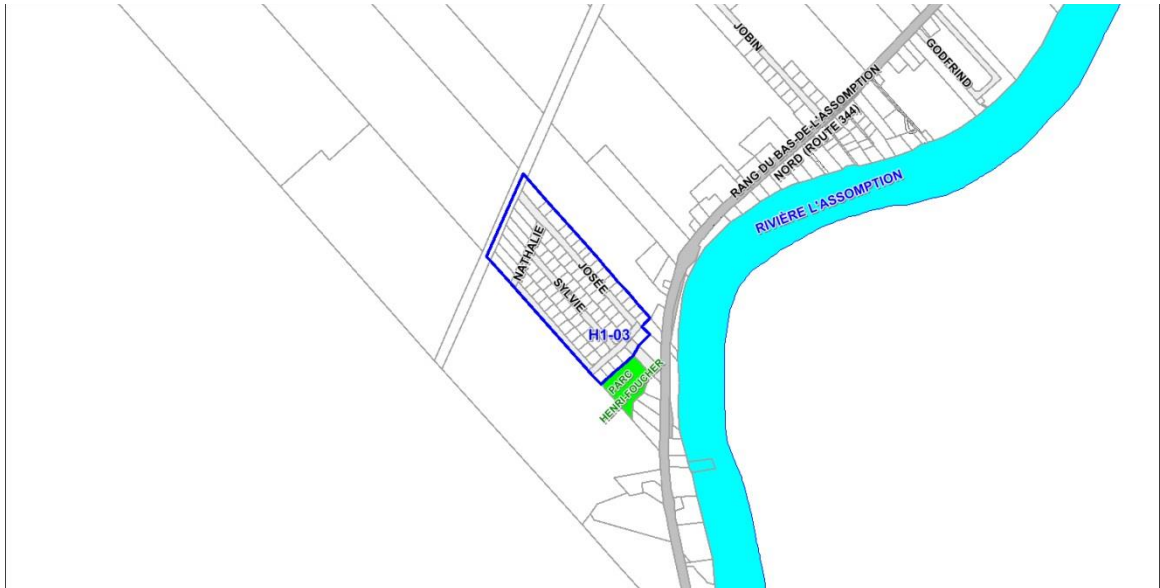 JOBIN
GODFRIND
RANG DU BAS-DE-L'ASSOMPTION
NORD (ROUTE 344)
RIVIÈRE L'ASSOMPTION
NATHALIE
JOSÉE
SYLVIE
H1-03
PARC
HENRI-FOUCHER